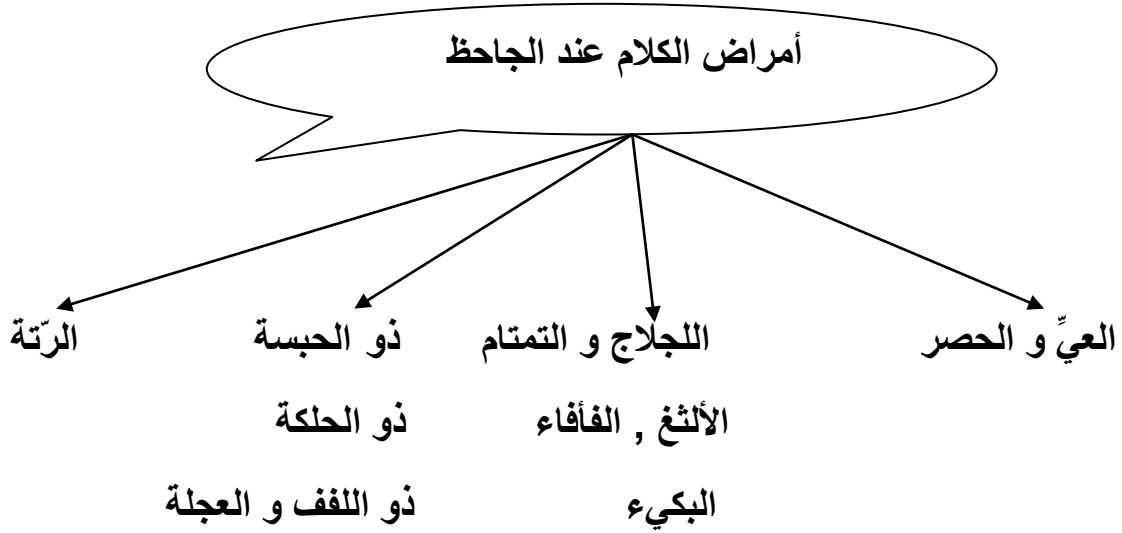 أمراض الكلام عند الجاحظ
العيِّ و الحصر
اللجلاج و التمتام
الألثغ , الفأفاء
البكيء
ذو الحبسة
ذو الحلكة
ذو اللفف و العجلة
الرّتة